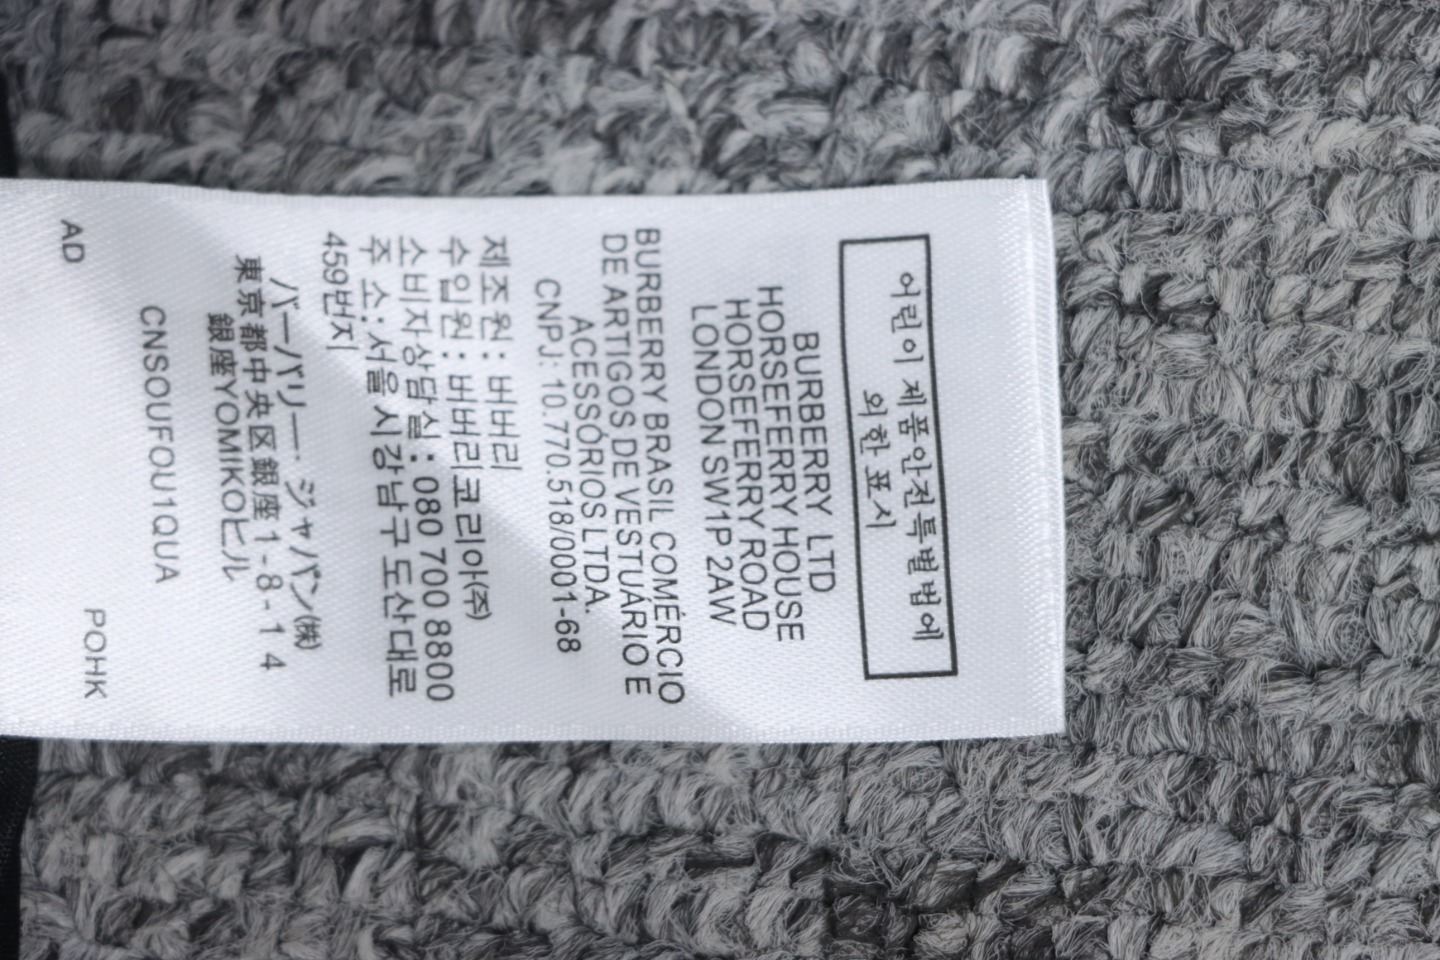 어린이 제품안전특별법에
의한 표시
BURBERRY LTD
HORSEFERRY HOUSE
HORSEFERRY ROAD
LONDON SW1P 2AW
BURBERRY BRASIL COMÉRCIO
DE ARTIGOS DE VESTUÁRIO E
ACESSÓRIOS LTDA.
CNPJ: 10.770.518/0001-68
제조원 : 버버리
수입원 : 버버리코리아(주)
소비자상담실 : 080 700 8800
주 소: 서울시강남구 도산대로
459번지
バーバリー・ジャパン(株)
東京都中央区銀座1-8-14
銀座YOMIKOビル
CNSOUFOU1QUA
AD
POHK